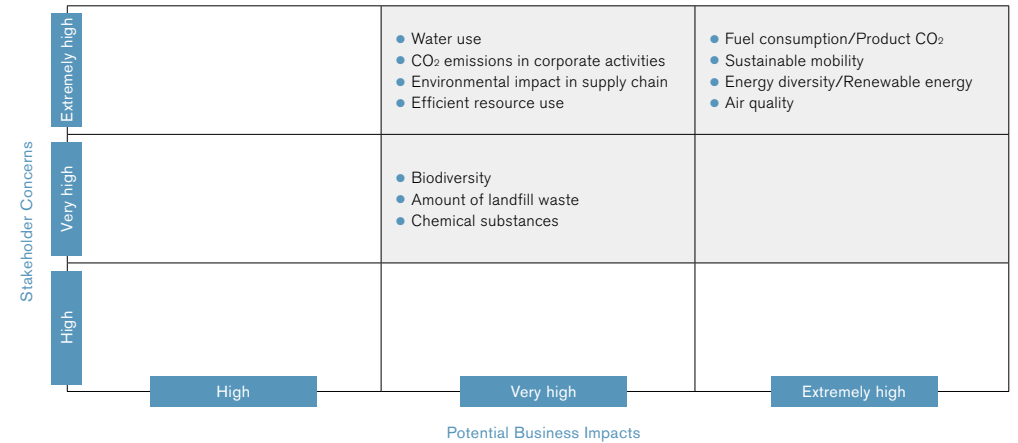 Stakeholder Concerns
Extremely high
Water use
CO₂ emissions in corporate activities
Environmental impact in supply chain
Efficient resource use
Fuel consumption/Product CO₂
Sustainable mobility
Energy diversity/Renewable energy
Air quality
Very high
Biodiversity
Amount of landfill waste
Chemical substances
High
High
Very high
Extremely high
Potential Business Impacts